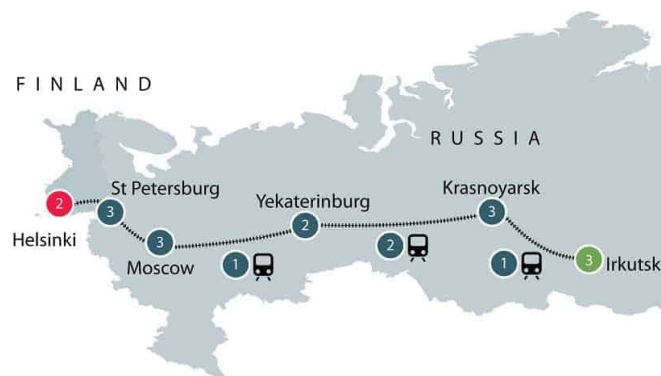 FINLAND
RUSSIA
St Petersburg
Krasnoyarsk
Yekaterinburg
2
3
3
2
3
Helsinki
Moscow
1
2
1
3
Irkutsk